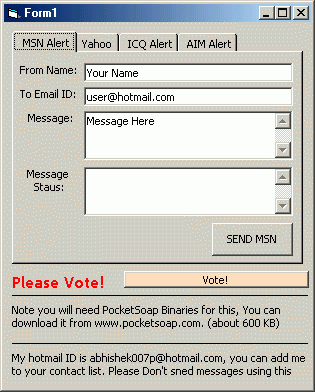 Form1
MSN Alert Yahoo ICQ Alert AIM Alert
From Name: Your Name
To Email ID: user@hotmail.com
Message: Message Here
Message
Staus:
SEND MSN
Please Vote! Vote!
Note you will need PocketSoap Binaries for this, You can
download it from www.pocketsoap.com. (about 600 KB)
My hotmail ID is abhishek007p@hotmail.com, you can add me
to your contact list. Please Don't sned messages using this